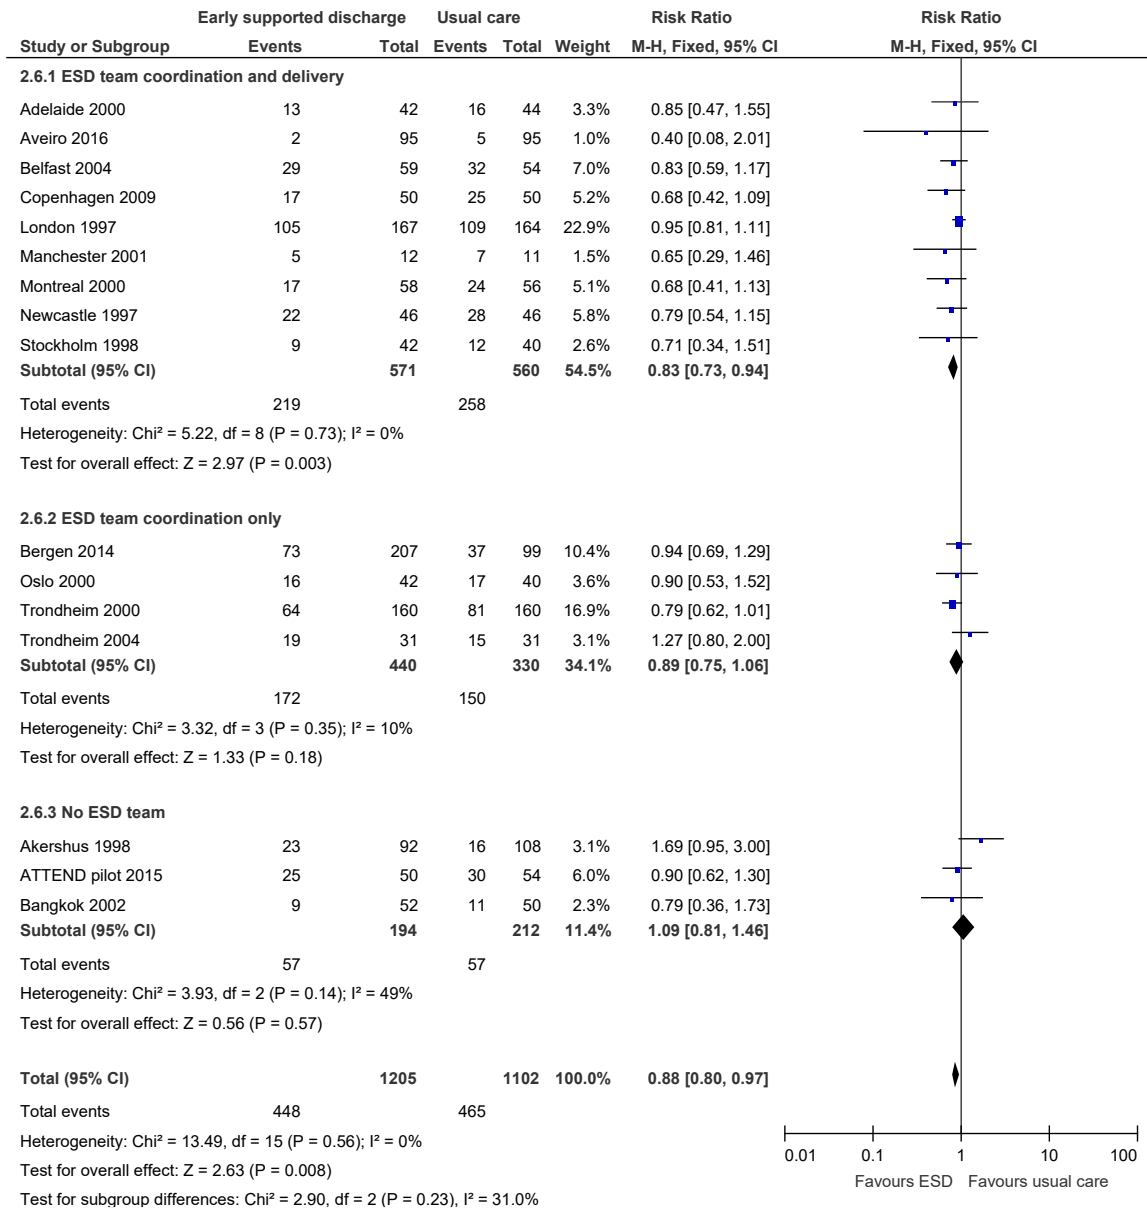 Early supported discharge Usual care Risk Ratio Risk Ratio
Study or Subgroup Events Total Events Total Weight M-H, Fixed, 95% CI M-H, Fixed, 95% CI
2.6.1 ESD team coordination and delivery
Adelaide 2000 13 42 16 44 3.3% 0.85 [0.47, 1.55]
Aveiro 2016 2 95 5 95 1.0% 0.40 [0.08, 2.01]
Belfast 2004 29 59 32 54 7.0% 0.83 [0.59, 1.17]
Copenhagen 2009 17 50 25 50 5.2% 0.68 [0.42, 1.09]
London 1997 105 167 109 164 22.9% 0.95 [0.81, 1.11]
Manchester 2001 5 12 7 11 1.5% 0.65 [0.29, 1.46]
Montreal 2000 17 58 24 56 5.1% 0.68 [0.41, 1.13]
Newcastle 1997 22 46 28 46 5.8% 0.79 [0.54, 1.15]
Stockholm 1998 9 42 12 40 2.6% 0.71 [0.34, 1.51]
Subtotal (95% CI) 571 560 54.5% 0.83 [0.73, 0.94]
Total events 219 258
Heterogeneity: Chi² = 5.22, df = 8 (P = 0.73); I² = 0%
Test for overall effect: Z = 2.97 (P = 0.003)
2.6.2 ESD team coordination only
Bergen 2014 73 207 37 99 10.4% 0.94 [0.69, 1.29]
Oslo 2000 16 42 17 40 3.6% 0.90 [0.53, 1.52]
Trondheim 2000 64 160 81 160 16.9% 0.79 [0.62, 1.01]
Trondheim 2004 19 31 15 31 3.1% 1.27 [0.80, 2.00]
Subtotal (95% CI) 440 330 34.1% 0.89 [0.75, 1.06]
Total events 172 150
Heterogeneity: Chi² = 3.32, df = 3 (P = 0.35); I² = 10%
Test for overall effect: Z = 1.33 (P = 0.18)
2.6.3 No ESD team
Akershus 1998 23 92 16 108 3.1% 1.69 [0.95, 3.00]
ATTEND pilot 2015 25 50 30 54 6.0% 0.90 [0.62, 1.30]
Bangkok 2002 9 52 11 50 2.3% 0.79 [0.36, 1.73]
Subtotal (95% CI) 194 212 11.4% 1.09 [0.81, 1.46]
Total events 57 57
Heterogeneity: Chi² = 3.93, df = 2 (P = 0.14); I² = 49%
Test for overall effect: Z = 0.56 (P = 0.57)
Total (95% CI) 1205 1102 100.0% 0.88 [0.80, 0.97]
Total events 448 465
Heterogeneity: Chi² = 13.49, df = 15 (P = 0.56); I² = 0%
Test for overall effect: Z = 2.63 (P = 0.008)
Test for subgroup differences: Chi² = 2.90, df = 2 (P = 0.23), I² = 31.0%
0.01 0.1 1 10 100
Favours ESD Favours usual care